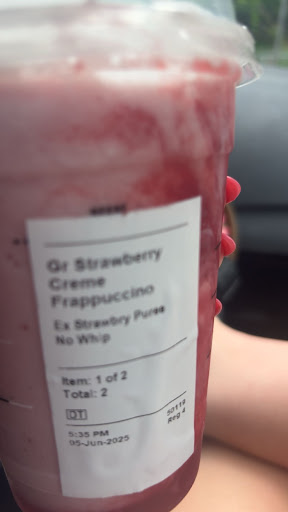 Gr Strawberry
Creme
Frappuccino
Ex Strawbry Puree
No Whip
Item: 1 of 2
Total: 2
DT
50119
Reg 4
5:35 PM
05-Jun-2025